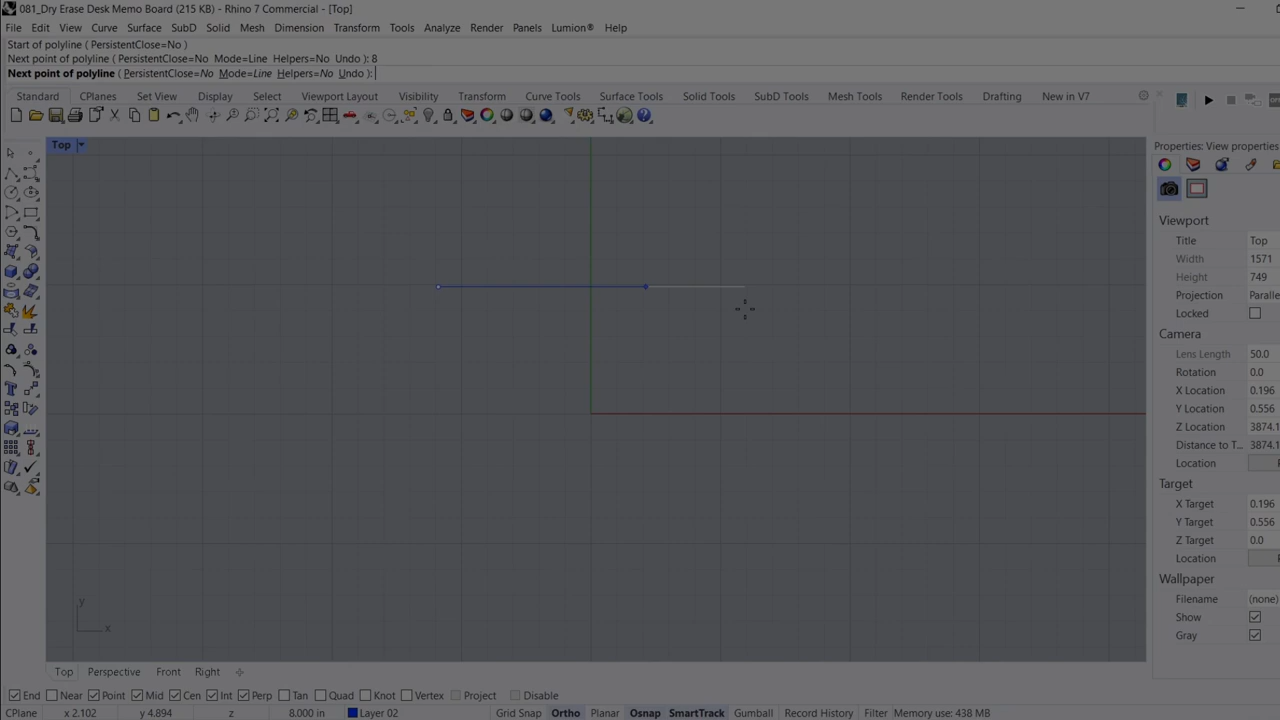 081_Dry Erase Desk Memo Board (215 KB) - Rhino 7 Commercial - [Top]
File Edit View Curve Surface SubD Solid Mesh Dimension Transform Tools Analyze Render Panels Lumion® Help
Start of polyline ( PersistentClose=No )
Next point of polyline ( PersistentClose=No Mode=Line Helpers=No Undo ): 8
Next point of polyline ( PersistentClose=No Mode=Line Helpers=No Undo ):
Standard CPlanes Set View Display Select Viewport Layout Visibility Transform Curve Tools Surface Tools Solid Tools SubD Tools Mesh Tools Render Tools Drafting New in V7
Top
Properties: View properties
Viewport
Title Top
Width 1571
Height 749
Projection Paralle
Locked
Camera
Lens Length 50.0
Rotation 0.0
X Location 0.196
Y Location 0.556
Z Location 3874.1
Distance to T... 3874.1
Location
Target
X Target 0.196
Y Target 0.556
Z Target 0.0
Location
Wallpaper
Filename (none)
Show
Gray
y
x
Top Perspective Front Right
End Near Point Mid Cen Int Perp Tan Quad Knot Vertex Project Disable
CPlane x 2.102 y 4.894 z 8.000 in Layer 02 Grid Snap Ortho Planar Osnap SmartTrack Gumball Record History Filter Memory use: 438 MB